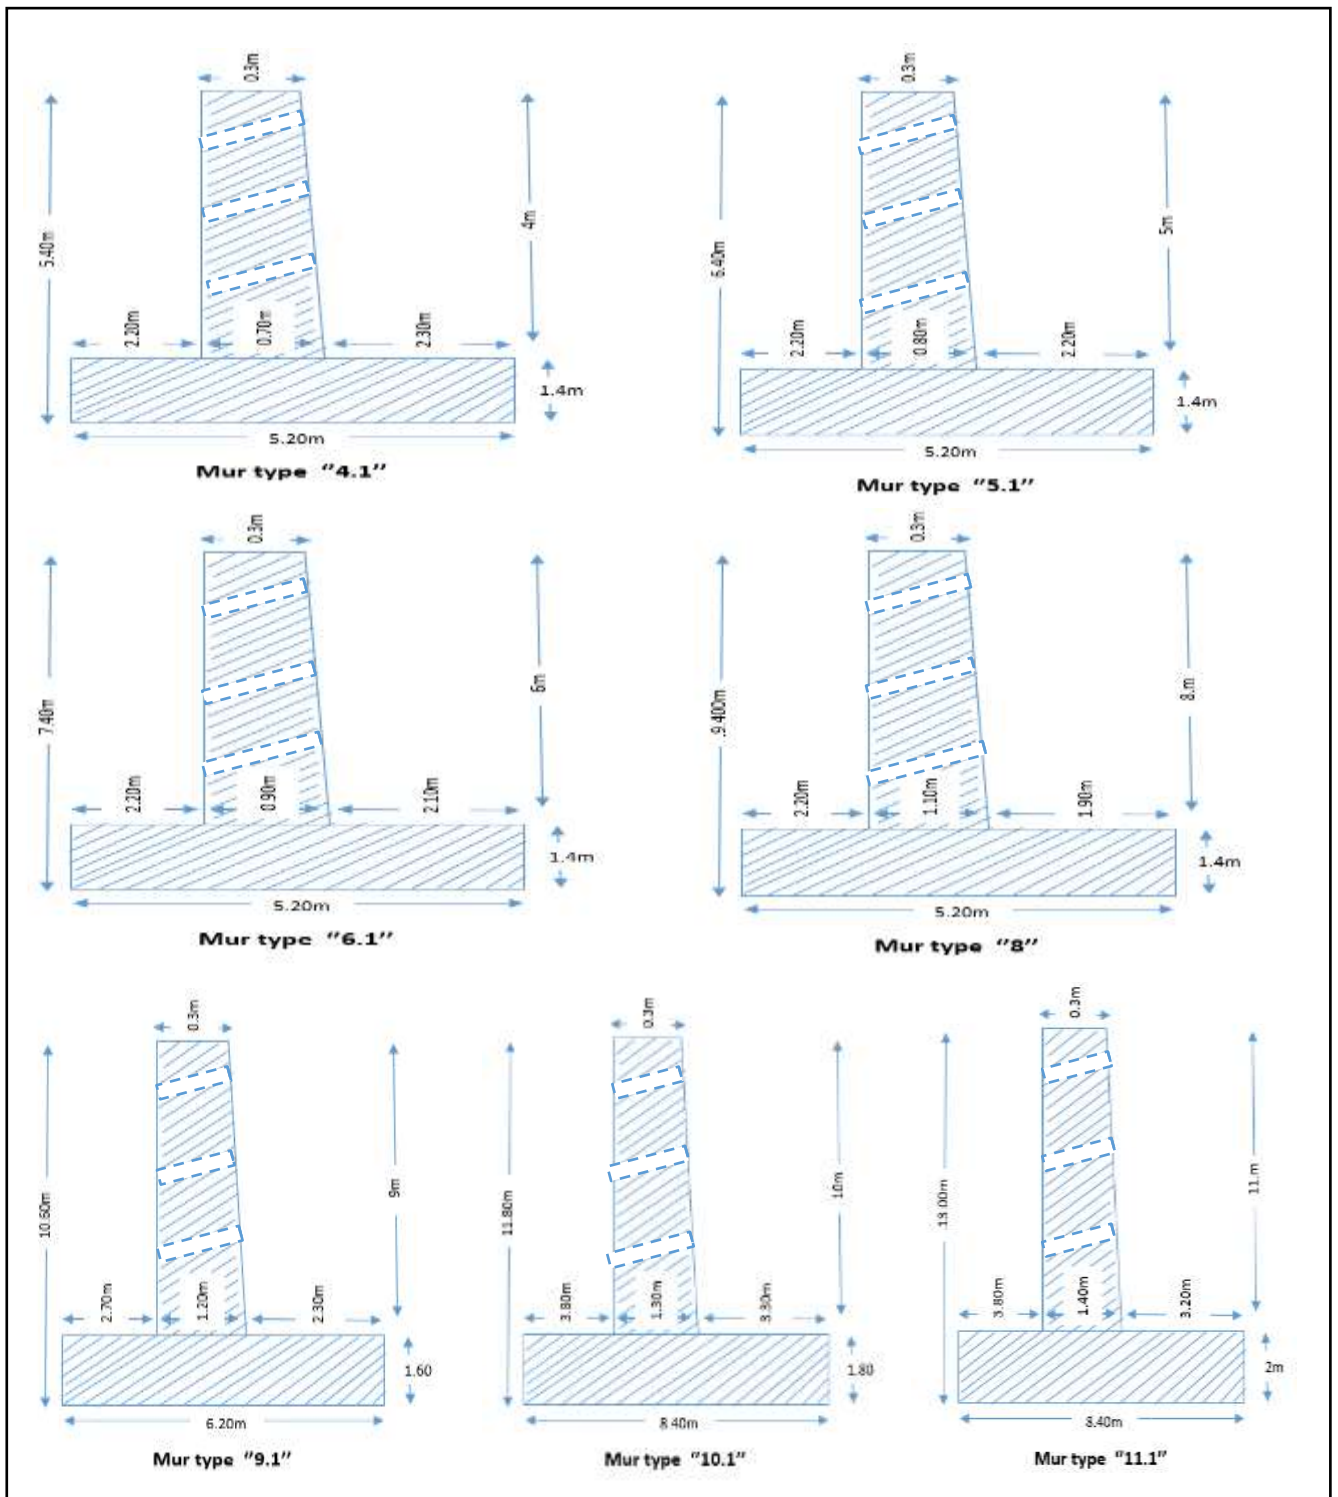 0.3m
5.40m
4m
2.20m
0.70m
2.30m
1.4m
5.20m
Mur type "4.1"
0.3m
6.40m
5m
2.20m
0.80m
2.20m
1.4m
5.20m
Mur type "5.1"
0.3m
7.40m
6m
2.20m
0.90m
2.10m
1.4m
5.20m
Mur type "6.1"
0.3m
.9.400m
8.m
2.20m
1.10m
1.90m
1.4m
5.20m
Mur type "8"
0.3m
10.60m
9m
2.70m
1.20m
2.30m
1.60
6.20m
Mur type "9.1"
0.3m
11.80m
10m
3.80m
1.30m
3.30m
1.80
8.40m
Mur type "10.1"
0.3m
13.00m
11.m
3.80m
1.40m
3.20m
2m
8.40m
Mur type "11.1"